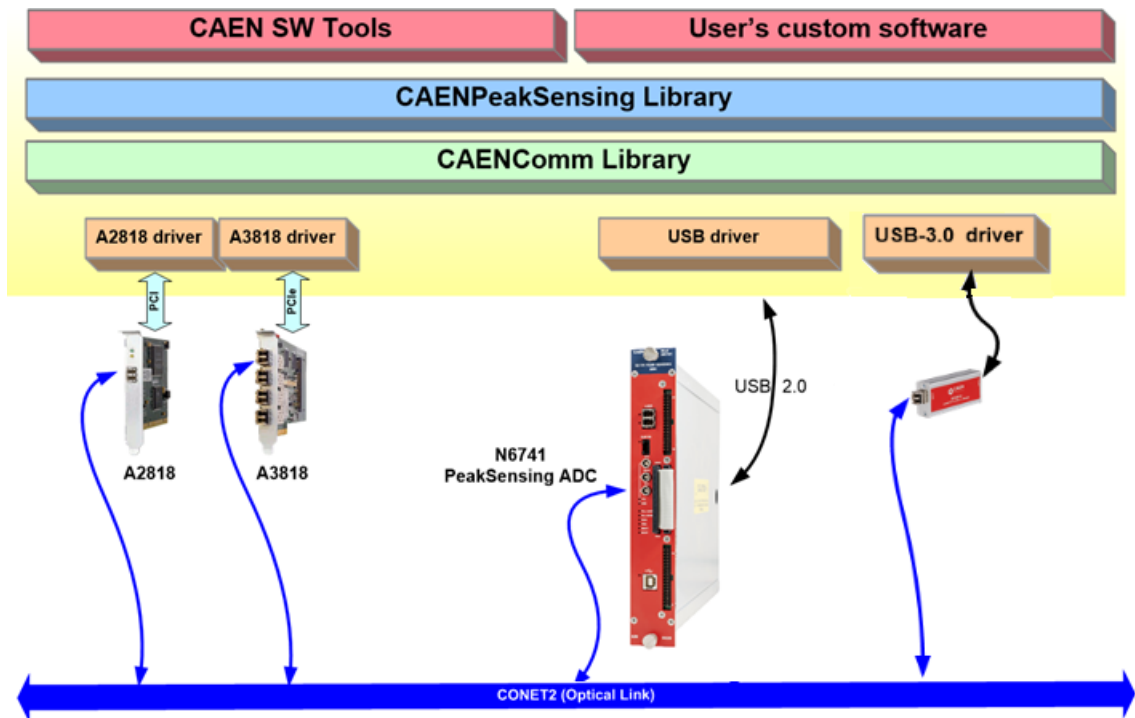 CAEN SW Tools
User's custom software
CAENPeakSensing Library
CAENComm Library
A2818 driver
A3818 driver
USB driver
USB-3.0 driver
PCI
PCIe
USB 2.0
A2818
A3818
N6741
PeakSensing ADC
CONET2 (Optical Link)